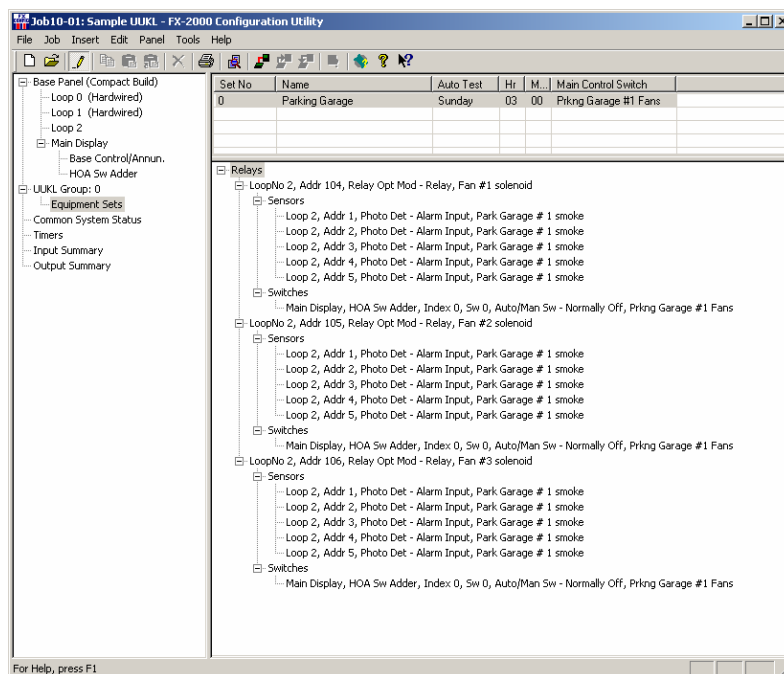 Job10-01: Sample UUKL - FX-2000 Configuration Utility
File Job Insert Edit Panel Tools Help
Base Panel (Compact Build)
Loop 0 (Hardwired)
Loop 1 (Hardwired)
Loop 2
Main Display
Base Control/Annun.
HOA Sw Adder
UUKL Group: 0
Equipment Sets
Common System Status
Timers
Input Summary
Output Summary
Set No Name Auto Test Hr M... Main Control Switch
0 Parking Garage Sunday 03 00 Prkng Garage #1 Fans
Relays
LoopNo 2, Addr 104, Relay Opt Mod - Relay, Fan #1 solenoid
Sensors
Loop 2, Addr 1, Photo Det - Alarm Input, Park Garage # 1 smoke
Loop 2, Addr 2, Photo Det - Alarm Input, Park Garage # 1 smoke
Loop 2, Addr 3, Photo Det - Alarm Input, Park Garage # 1 smoke
Loop 2, Addr 4, Photo Det - Alarm Input, Park Garage # 1 smoke
Loop 2, Addr 5, Photo Det - Alarm Input, Park Garage # 1 smoke
Switches
Main Display, HOA Sw Adder, Index 0, Sw 0, Auto/Man Sw - Normally Off, Prkng Garage #1 Fans
LoopNo 2, Addr 105, Relay Opt Mod - Relay, Fan #2 solenoid
Sensors
Loop 2, Addr 1, Photo Det - Alarm Input, Park Garage # 1 smoke
Loop 2, Addr 2, Photo Det - Alarm Input, Park Garage # 1 smoke
Loop 2, Addr 3, Photo Det - Alarm Input, Park Garage # 1 smoke
Loop 2, Addr 4, Photo Det - Alarm Input, Park Garage # 1 smoke
Loop 2, Addr 5, Photo Det - Alarm Input, Park Garage # 1 smoke
Switches
Main Display, HOA Sw Adder, Index 0, Sw 0, Auto/Man Sw - Normally Off, Prkng Garage #1 Fans
LoopNo 2, Addr 106, Relay Opt Mod - Relay, Fan #3 solenoid
Sensors
Loop 2, Addr 1, Photo Det - Alarm Input, Park Garage # 1 smoke
Loop 2, Addr 2, Photo Det - Alarm Input, Park Garage # 1 smoke
Loop 2, Addr 3, Photo Det - Alarm Input, Park Garage # 1 smoke
Loop 2, Addr 4, Photo Det - Alarm Input, Park Garage # 1 smoke
Loop 2, Addr 5, Photo Det - Alarm Input, Park Garage # 1 smoke
Switches
Main Display, HOA Sw Adder, Index 0, Sw 0, Auto/Man Sw - Normally Off, Prkng Garage #1 Fans
For Help, press F1